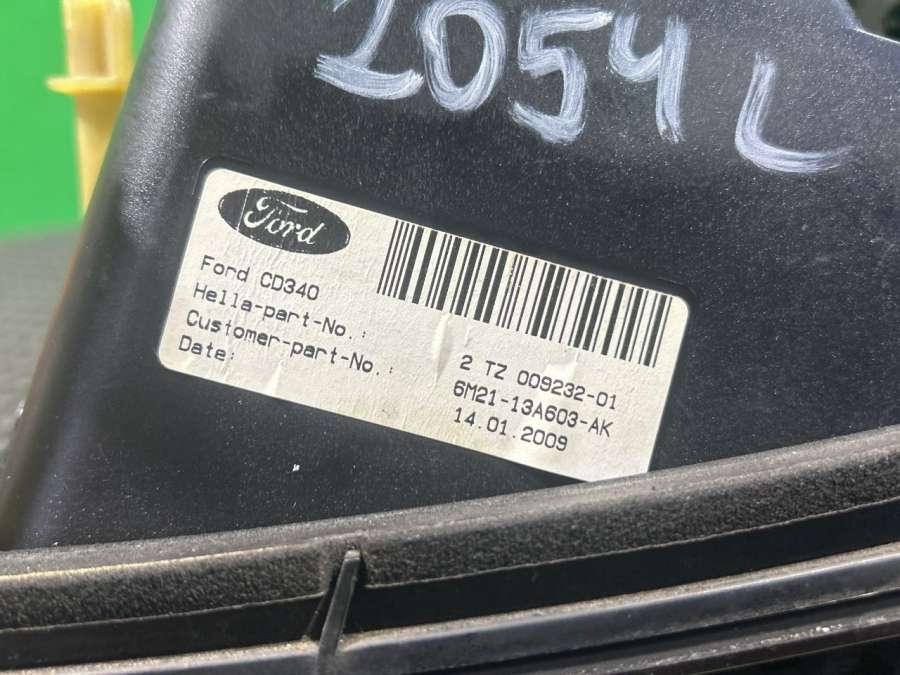 2054 L
Ford
Ford CD340
Hella-part-No.: 2 TZ 009232-01
Customer-part-No.: 6M21-13A603-AK
Date: 14.01.2009